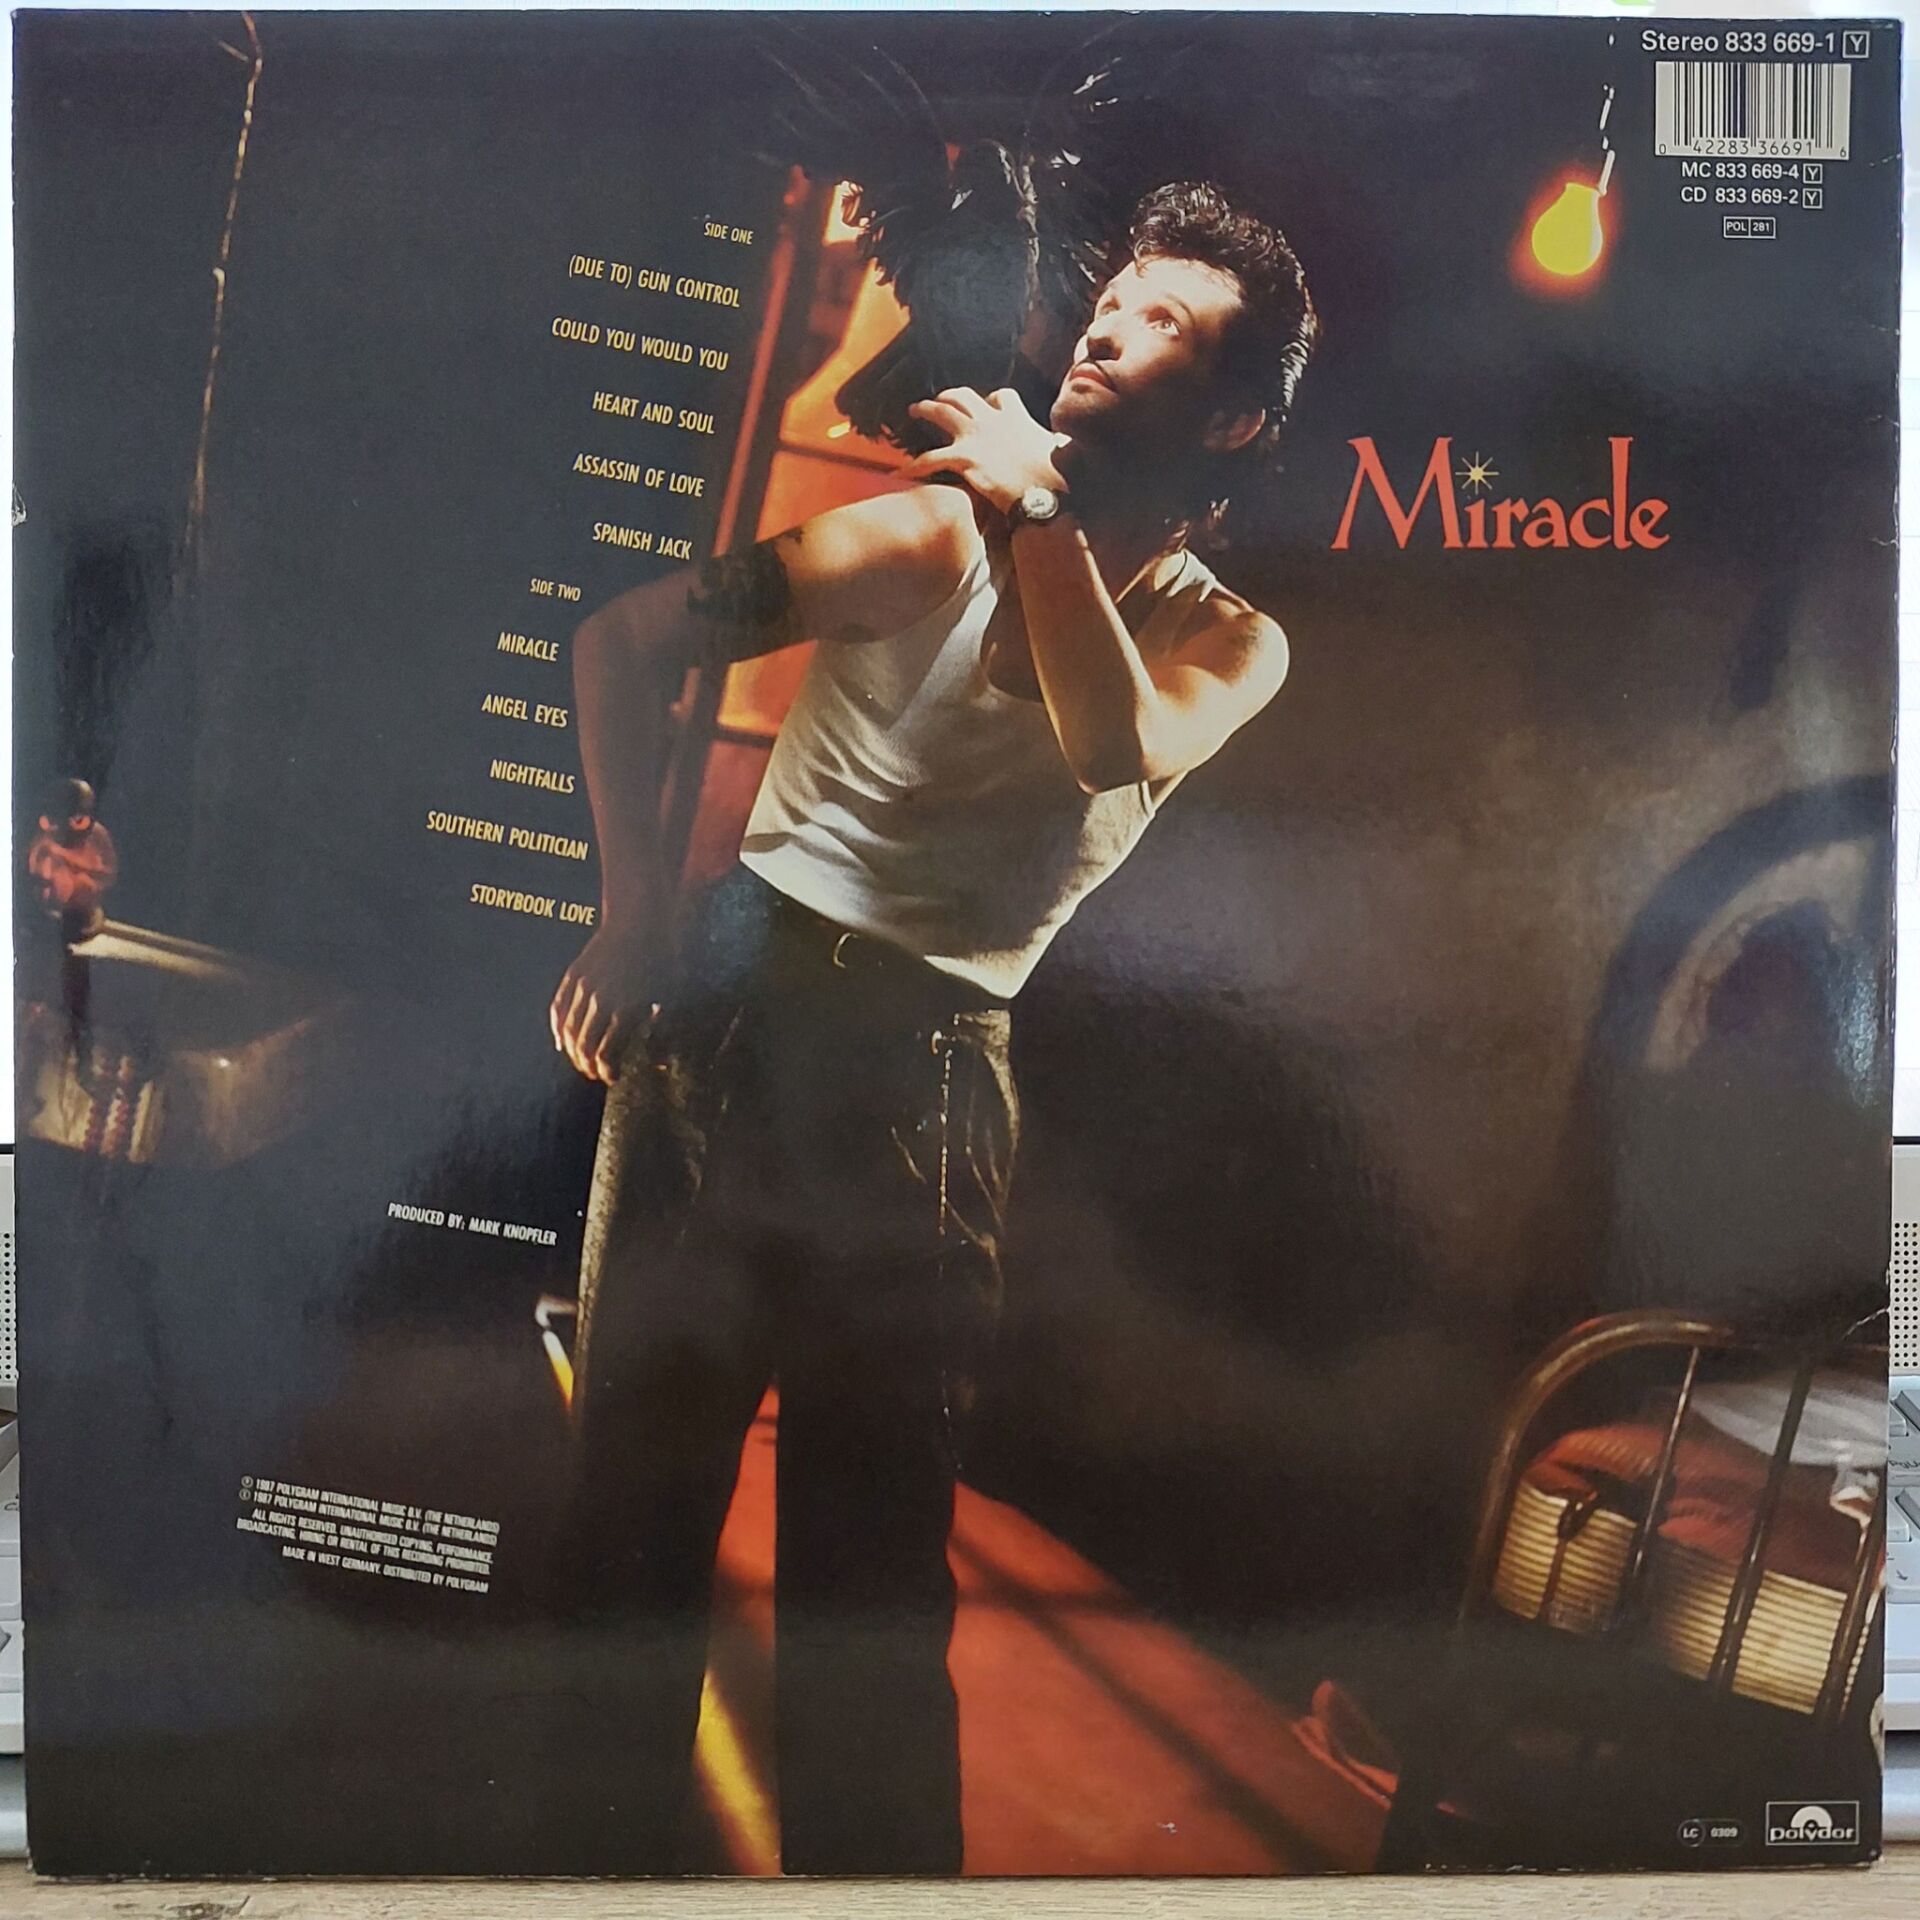 Stereo 833 669-1 Y
0 42283 36691 6
MC 833 669-4 Y
CD 833 669-2 Y
POL 281
SIDE ONE
(DUE TO) GUN CONTROL
COULD YOU WOULD YOU
HEART AND SOUL
ASSASSIN OF LOVE
SPANISH JACK
SIDE TWO
MIRACLE
ANGEL EYES
NIGHTFALLS
SOUTHERN POLITICIAN
STORYBOOK LOVE
Miracle
PRODUCED BY: MARK KNOPFLER
Ⓟ 1987 POLYGRAM INTERNATIONAL MUSIC B.V. (THE NETHERLANDS)
© 1987 POLYGRAM INTERNATIONAL MUSIC B.V. (THE NETHERLANDS)
ALL RIGHTS RESERVED. UNAUTHORISED COPYING, PERFORMANCE,
BROADCASTING, HIRING OR RENTAL OF THIS RECORDING PROHIBITED.
MADE IN WEST GERMANY. DISTRIBUTED BY POLYGRAM
LC 0309
polydor